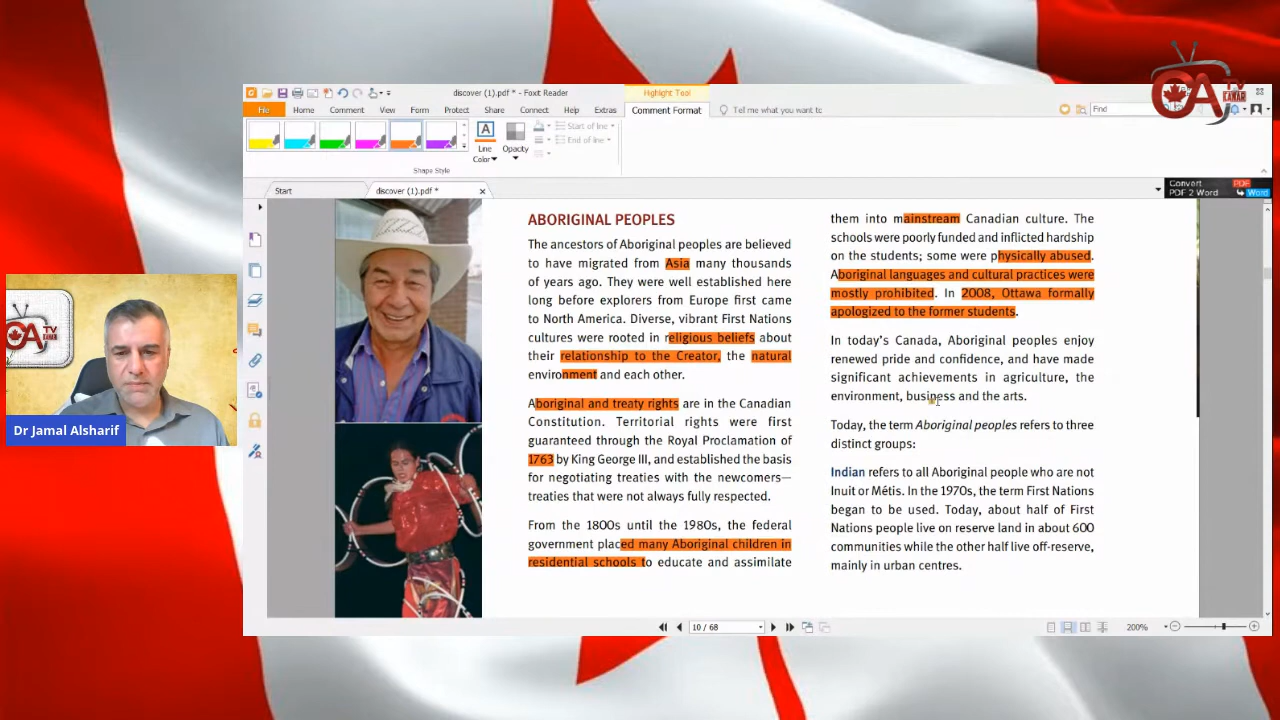 TV
CA
KANAR
discover (1).pdf * - Foxit Reader
Highlight Tool
File
Home
Comment
View
Form
Protect
Share
Connect
Help
Extras
Comment Format
Tell me what you want to
Find
Line
Color
Opacity
Start of line
End of line
Shape Style
Start
discover (1).pdf *
Convert
PDF 2 Word
PDF
Word
ABORIGINAL PEOPLES
The ancestors of Aboriginal peoples are believed
to have migrated from Asia many thousands
of years ago. They were well established here
long before explorers from Europe first came
to North America. Diverse, vibrant First Nations
cultures were rooted in religious beliefs about
their relationship to the Creator, the natural
environment and each other.
Aboriginal and treaty rights are in the Canadian
Constitution. Territorial rights were first
guaranteed through the Royal Proclamation of
1763 by King George III, and established the basis
for negotiating treaties with the newcomers—
treaties that were not always fully respected.
From the 1800s until the 1980s, the federal
government placed many Aboriginal children in
residential schools to educate and assimilate
them into mainstream Canadian culture. The
schools were poorly funded and inflicted hardship
on the students; some were physically abused.
Aboriginal languages and cultural practices were
mostly prohibited. In 2008, Ottawa formally
apologized to the former students.
In today's Canada, Aboriginal peoples enjoy
renewed pride and confidence, and have made
significant achievements in agriculture, the
environment, business and the arts.
Today, the term Aboriginal peoples refers to three
distinct groups:
Indian refers to all Aboriginal people who are not
Inuit or Métis. In the 1970s, the term First Nations
began to be used. Today, about half of First
Nations people live on reserve land in about 600
communities while the other half live off-reserve,
mainly in urban centres.
CA
TV
KANAR
Dr Jamal Alsharif
10 / 68
200%